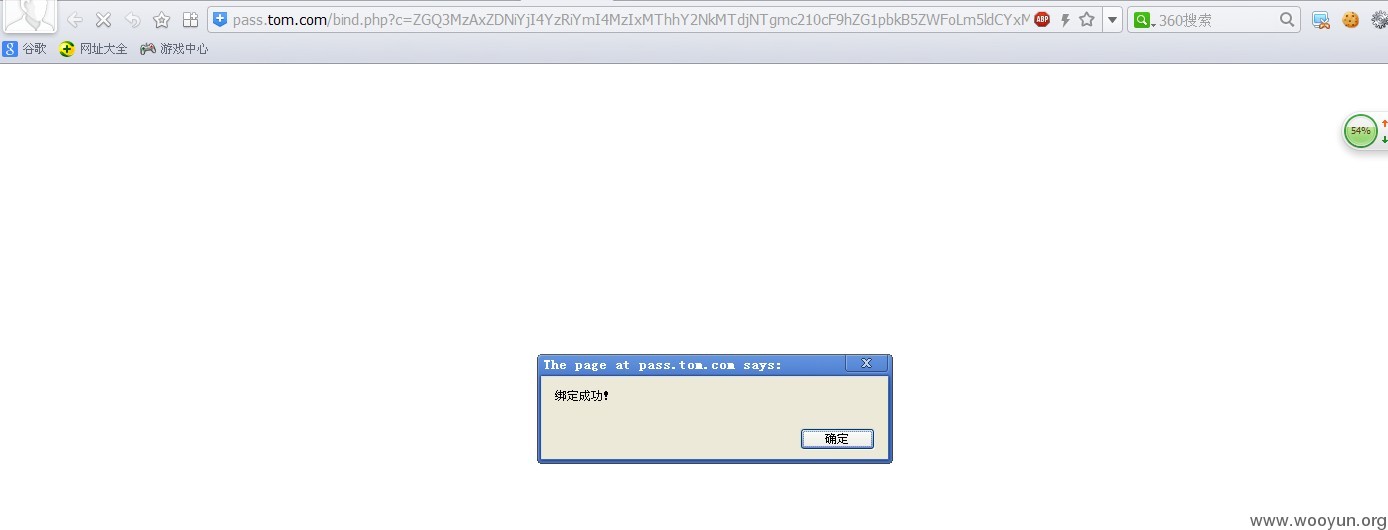 pass.tom.com/bind.php?c=ZGQ3MzAxZDNiYjI4YzRiYmI4MzIxMThhY2NkMTdjNTgmc210cF9hZG1pbkB5ZWFoLm5ldCYxM
ABP
360搜索
谷歌
网址大全
游戏中心
54%
The page at pass.tom.com says:
绑定成功!
确定
www.wooyun.org